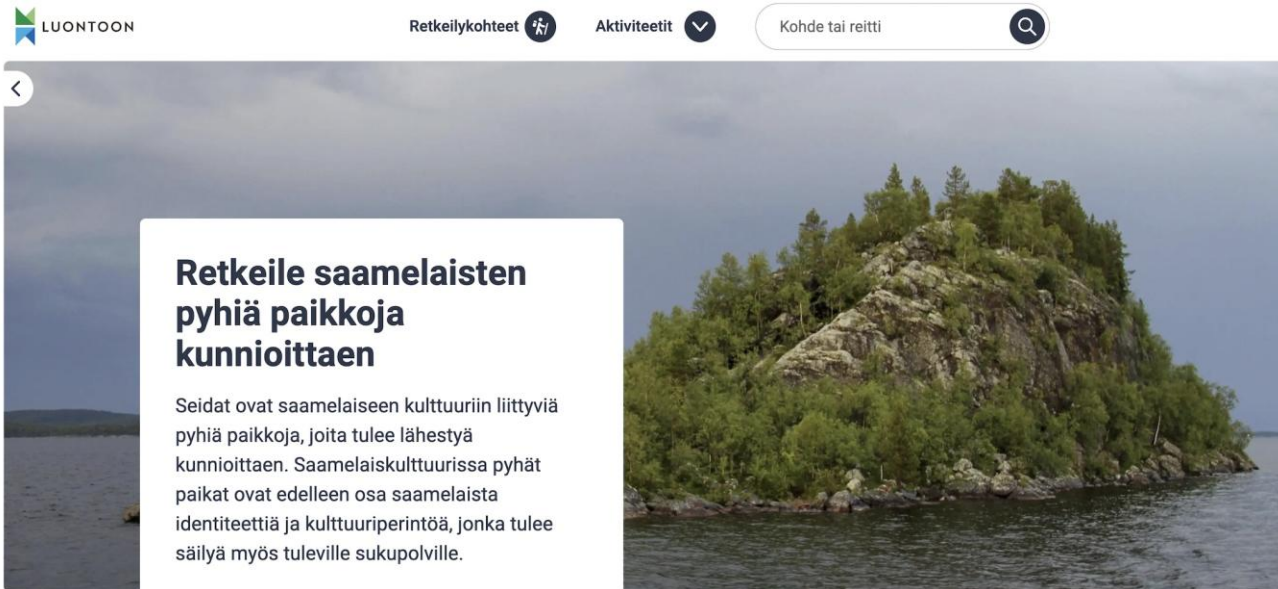 LUONTOON
Retkeilykohteet
Aktiviteetit
Kohde tai reitti
Retkeile saamelaisten
pyhiä paikkoja
kunnioittaen
Seidat ovat saamelaiseen kulttuuriin liittyviä
pyhiä paikkoja, joita tulee lähestyä
kunnioittaen. Saamelaiskulttuurissa pyhät
paikat ovat edelleen osa saamelaista
identiteettiä ja kulttuuriperintöä, jonka tulee
säilyä myös tuleville sukupolville.